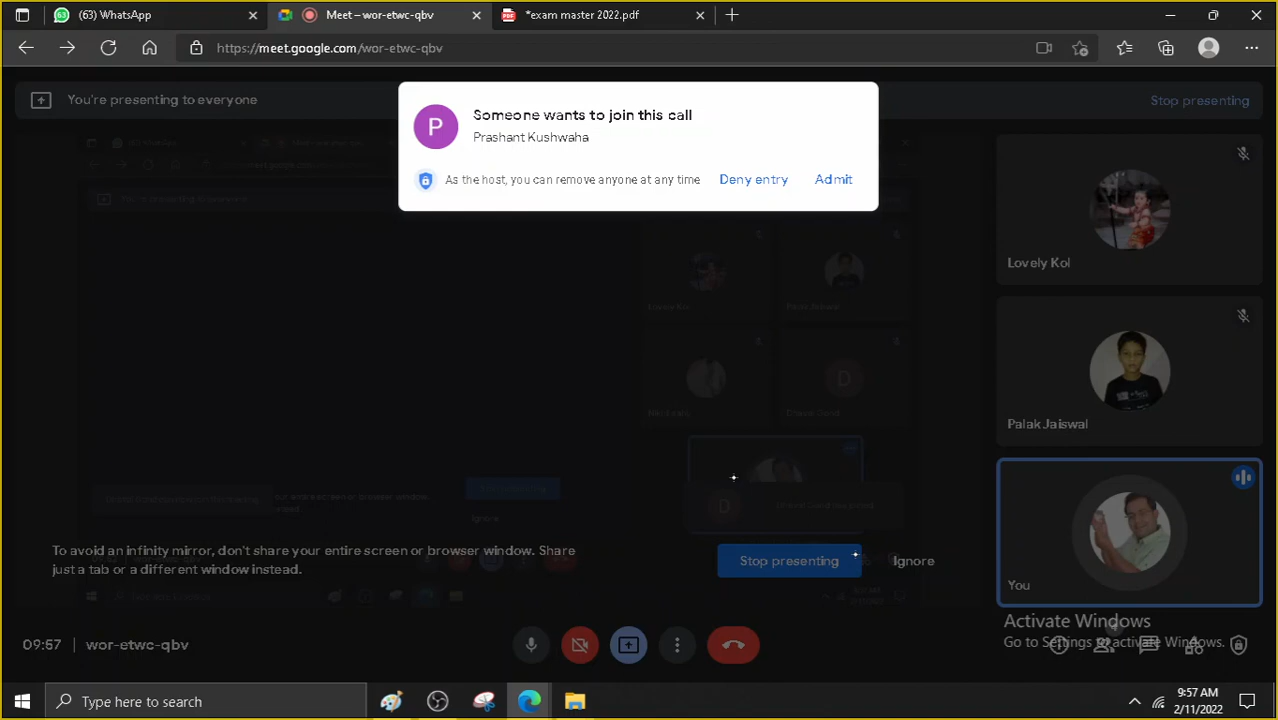 (63) WhatsApp
Meet – wor-etwc-qbv
*exam master 2022.pdf
https://meet.google.com/wor-etwc-qbv
You're presenting to everyone
Stop presenting
P
Someone wants to join this call
Prashant Kushwaha
As the host, you can remove anyone at any time
Deny entry
Admit
Lovely Kol
Palak Jaiswal
You
D
D
Ignore
To avoid an infinity mirror, don't share your entire screen or browser window. Share
just a tab or a different window instead.
Stop presenting
Ignore
Activate Windows
Go to Settings to activate Windows.
09:57
wor-etwc-qbv
Type here to search
9:57 AM
2/11/2022